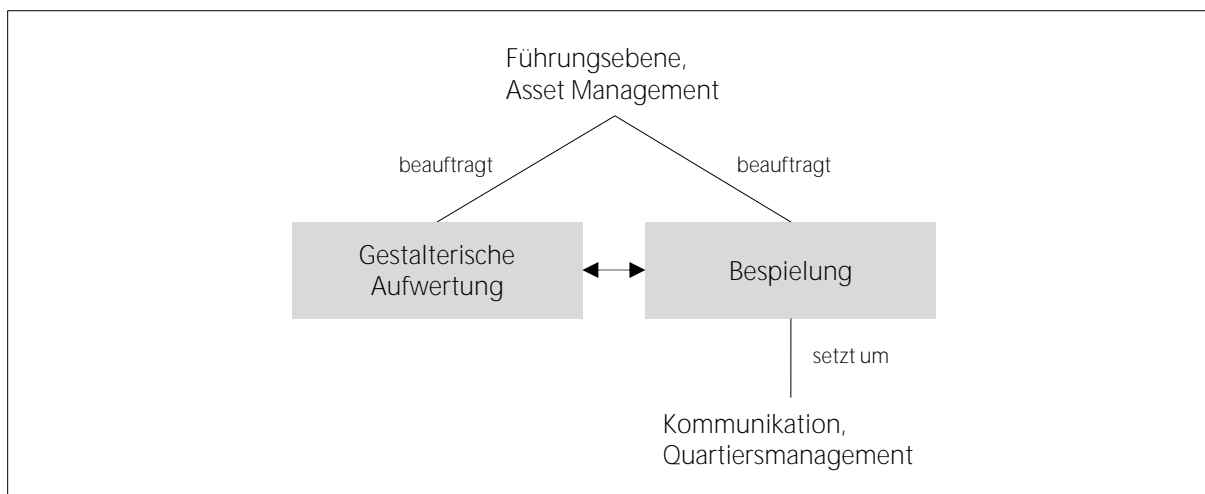 Führungsebene,
Asset Management
beauftragt
beauftragt
Gestalterische
Aufwertung
Bespielung
setzt um
Kommunikation,
Quartiersmanagement